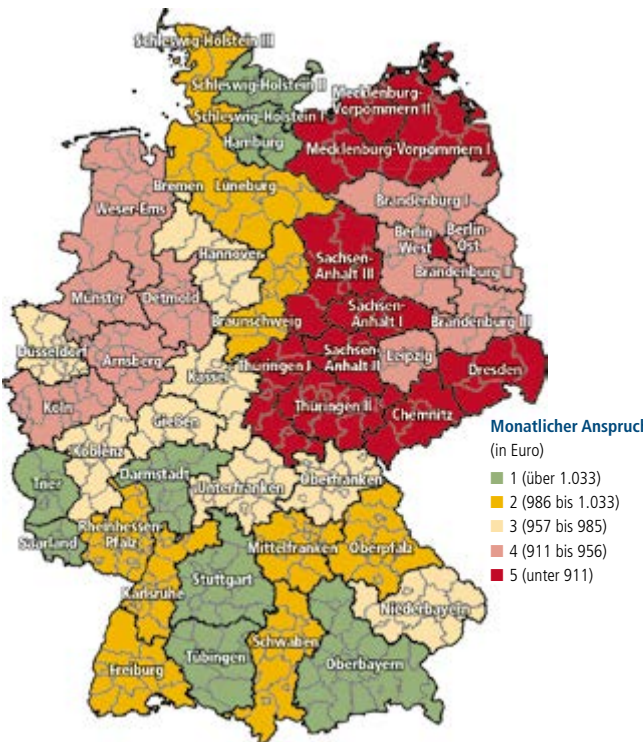 Schleswig-Holstein III
Schleswig-Holstein II
Mecklenburg-
Vorpommern II
Schleswig-Holstein I
Hamburg
Mecklenburg-Vorpommern I
Bremen
Lüneburg
Brandenburg I
Weser-Ems
Berlin
West
Berlin-
Ost
Hannover
Sachsen-
Anhalt III
Brandenburg II
Münster
Detmold
Sachsen-
Anhalt I
Braunschweig
Brandenburg III
Düsseldorf
Arnsberg
Kassel
Thüringen I
Sachsen-
Anhalt II
Leipzig
Dresden
Köln
Thüringen II
Chemnitz
Gießen
Monatlicher Anspruch
(in Euro)
Koblenz
Trier
Darmstadt
Unterfranken
Oberfranken
1 (über 1.033)
2 (986 bis 1.033)
3 (957 bis 985)
4 (911 bis 956)
5 (unter 911)
Saarland
Rheinhessen-
Pfalz
Mittelfranken
Oberpfalz
Stuttgart
Karlsruhe
Niederbayern
Schwaben
Tübingen
Oberbayern
Freiburg